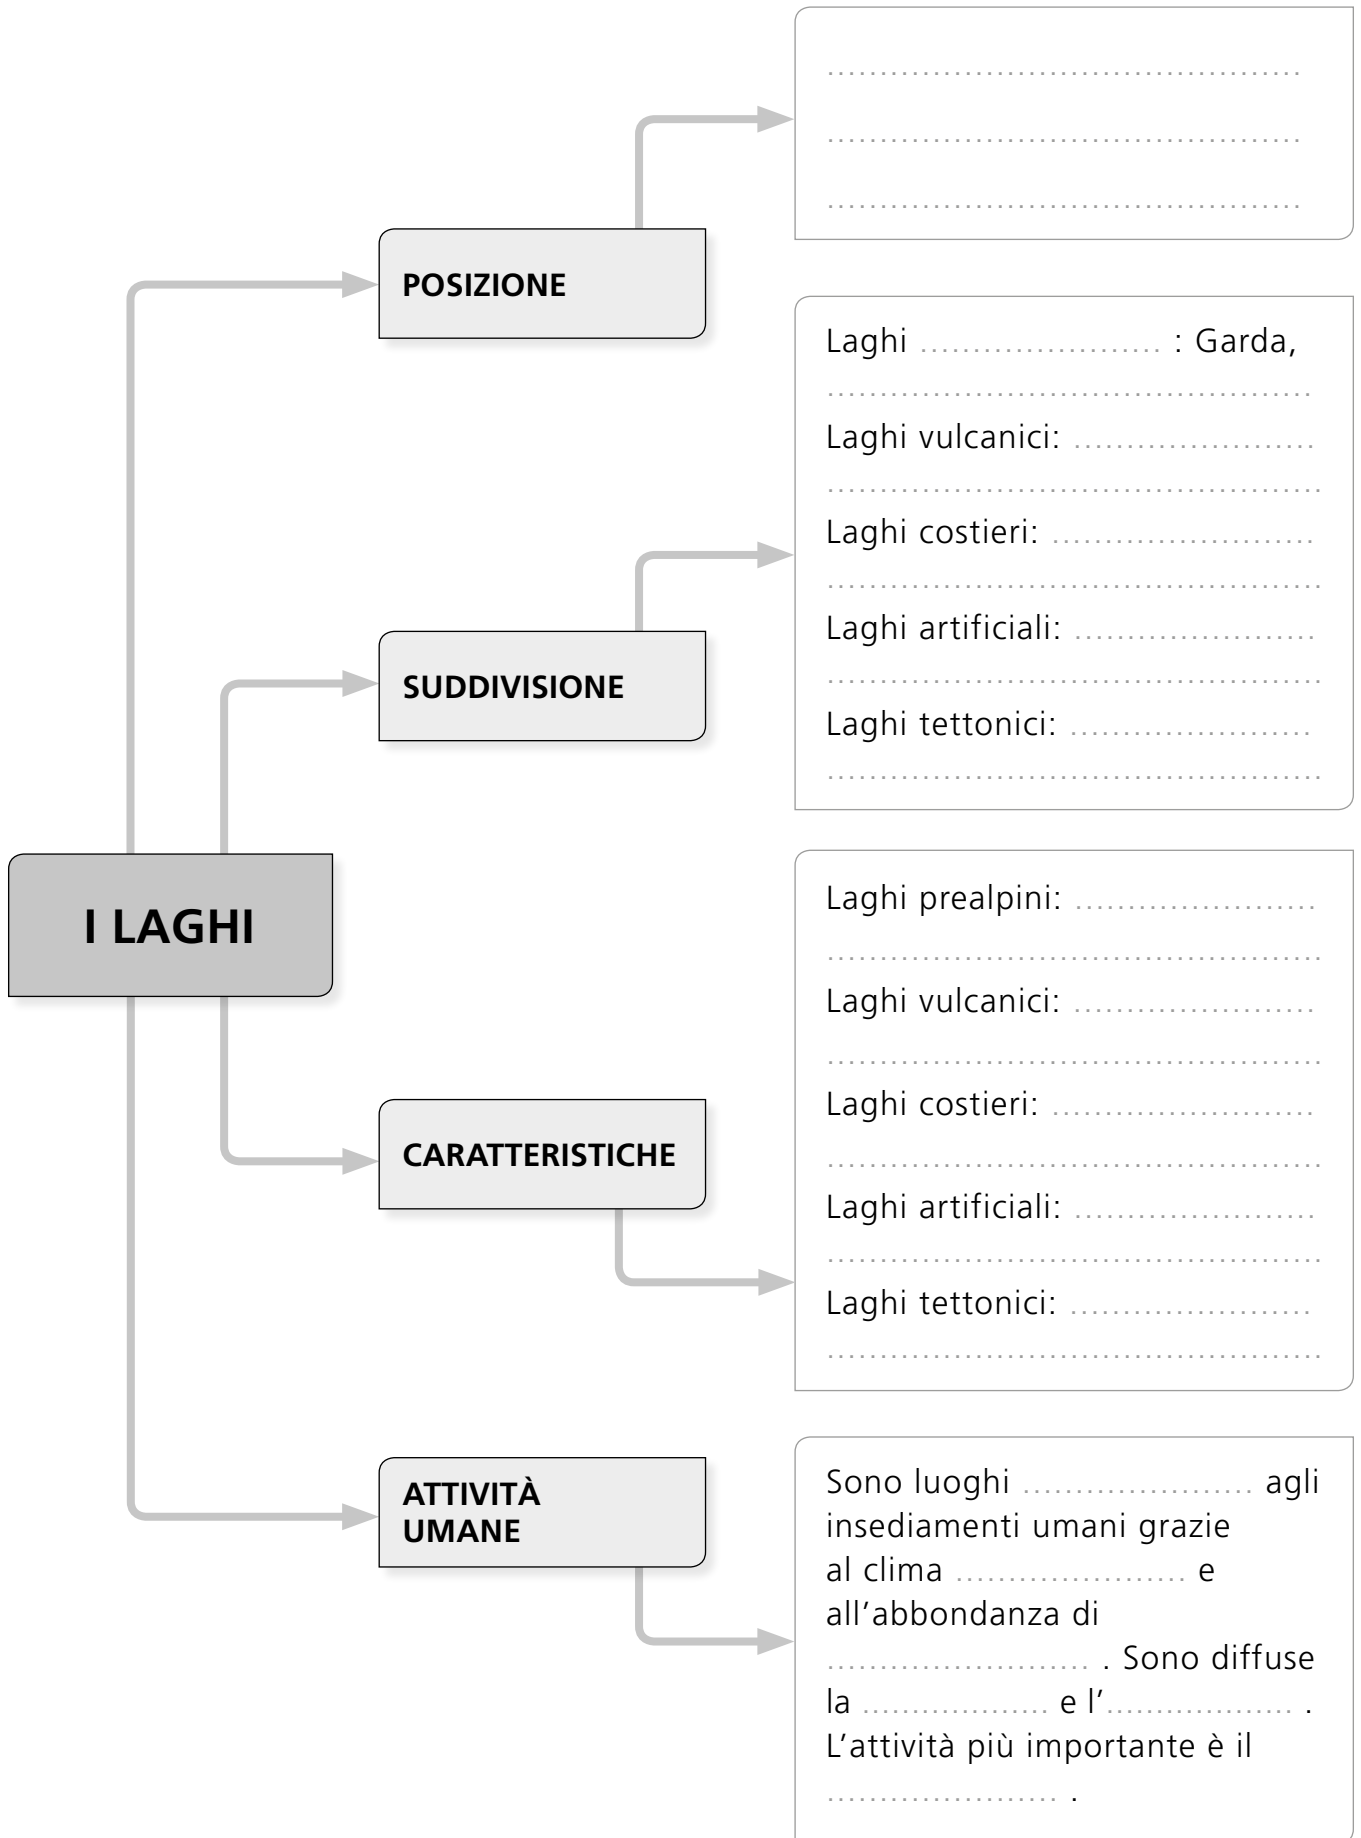 I LAGHI
POSIZIONE
..............................................
..............................................
..............................................
SUDDIVISIONE
Laghi ....................... : Garda,
..............................................
Laghi vulcanici: .......................
...............................................
Laghi costieri: .........................
...............................................
Laghi artificiali: .......................
...............................................
Laghi tettonici: .......................
...............................................
CARATTERISTICHE
Laghi prealpini: .......................
...............................................
Laghi vulcanici: .......................
...............................................
Laghi costieri: .........................
...............................................
Laghi artificiali: .......................
...............................................
Laghi tettonici: .......................
...............................................
ATTIVITÀ
UMANE
Sono luoghi ...................... agli
insediamenti umani grazie
al clima ...................... e
all'abbondanza di
......................... . Sono diffuse
la .................. e l'.................. .
L'attività più importante è il
...................... .